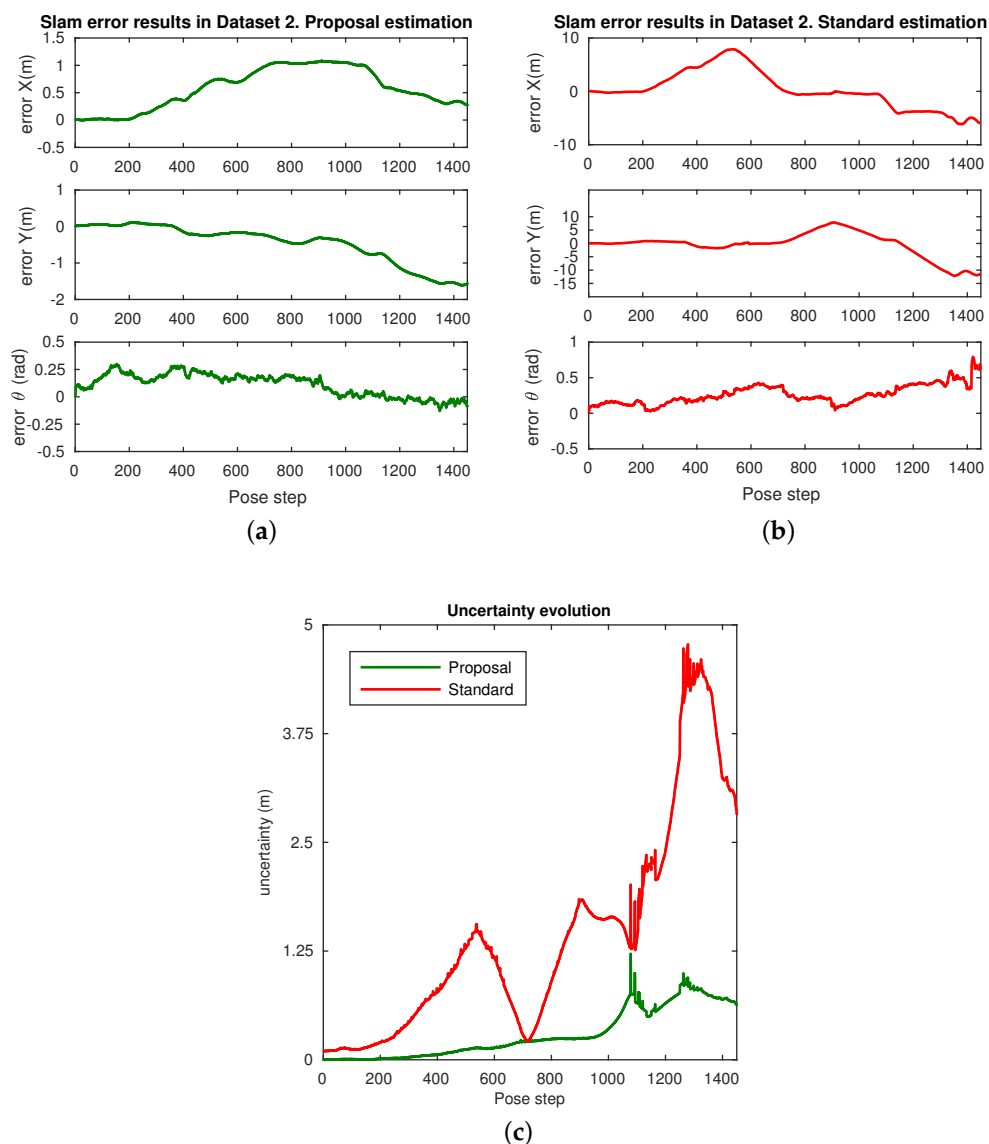 Slam error results in Dataset 2. Proposal estimation
1.5
1
0.5
0
-0.5
error X(m)
0 200 400 600 800 1000 1200 1400
1
0
-1
-2
error Y(m)
0 200 400 600 800 1000 1200 1400
0.5
0.25
0
-0.25
-0.5
error θ (rad)
0 200 400 600 800 1000 1200 1400
Pose step
(a)
Slam error results in Dataset 2. Standard estimation
10
0
-10
error X(m)
0 200 400 600 800 1000 1200 1400
10
5
0
-5
-10
-15
error Y(m)
0 200 400 600 800 1000 1200 1400
1
0.5
0
-0.5
error θ (rad)
0 200 400 600 800 1000 1200 1400
Pose step
(b)
Uncertainty evolution
5
3.75
2.5
1.25
0
uncertainty (m)
Proposal
Standard
0 200 400 600 800 1000 1200 1400
Pose step
(c)